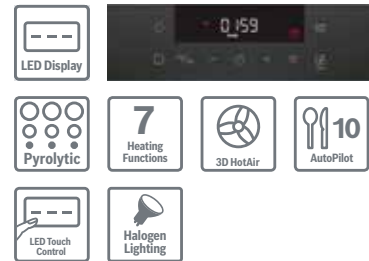 LED Display
0159
Pyrolytic
7
Heating
Functions
3D HotAir
10
AutoPilot
LED Touch
Control
Halogen
Lighting